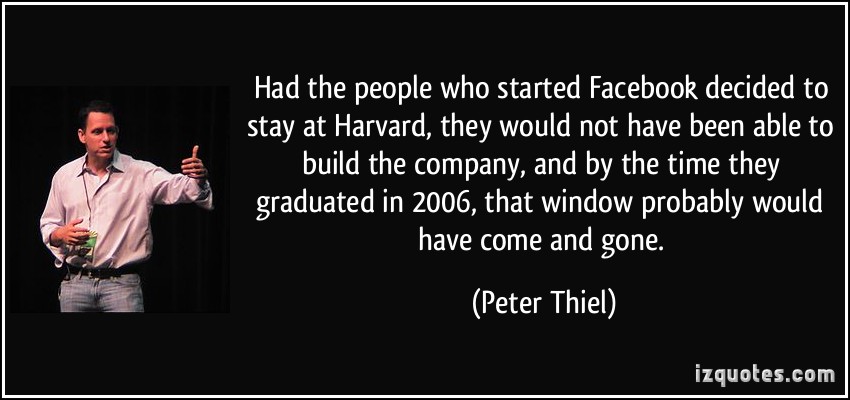 Had the people who started Facebook decided to
stay at Harvard, they would not have been able to
build the company, and by the time they
graduated in 2006, that window probably would
have come and gone.
(Peter Thiel)
izquotes.com